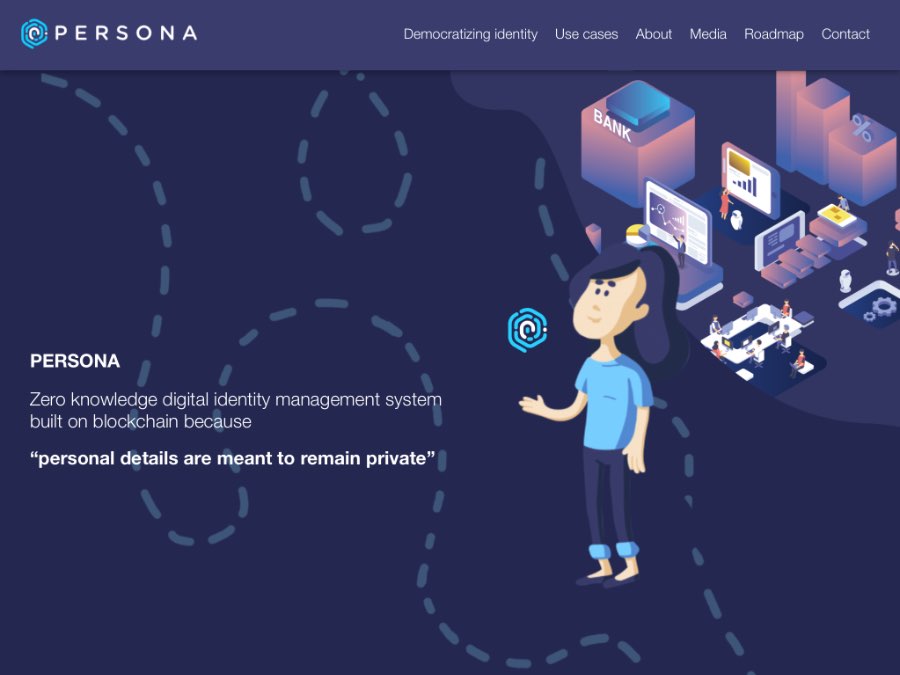 PERSONA
Democratizing identity
Use cases
About
Media
Roadmap
Contact
BANK
%
PERSONA
Zero knowledge digital identity management system
built on blockchain because
“personal details are meant to remain private”